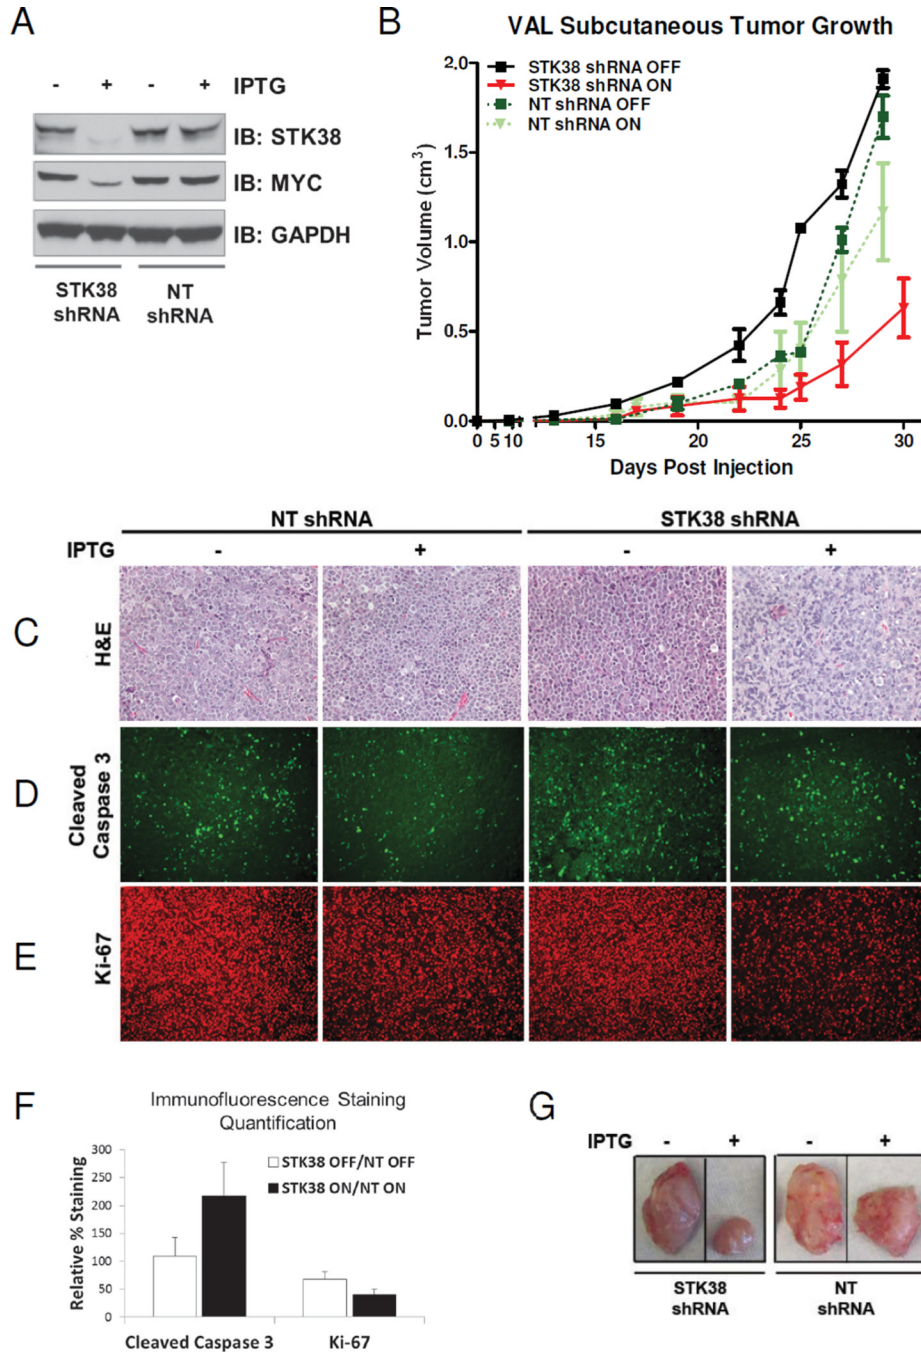 A
- + - + IPTG
IB: STK38
IB: MYC
IB: GAPDH
STK38 NT
shRNA shRNA
B
VAL Subcutaneous Tumor Growth
STK38 shRNA OFF
STK38 shRNA ON
NT shRNA OFF
NT shRNA ON
Tumor Volume (cm³)
2.0
1.5
1.0
0.5
0.0
0 5 10 15 20 25 30
Days Post Injection
NT shRNA STK38 shRNA
IPTG - + - +
C
H&E
D
Cleaved
Caspase 3
E
Ki-67
F
Immunofluorescence Staining
Quantification
Relative % Staining
300
250
200
150
100
50
0
STK38 OFF/NT OFF
STK38 ON/NT ON
Cleaved Caspase 3 Ki-67
G
IPTG - + - +
STK38 NT
shRNA shRNA